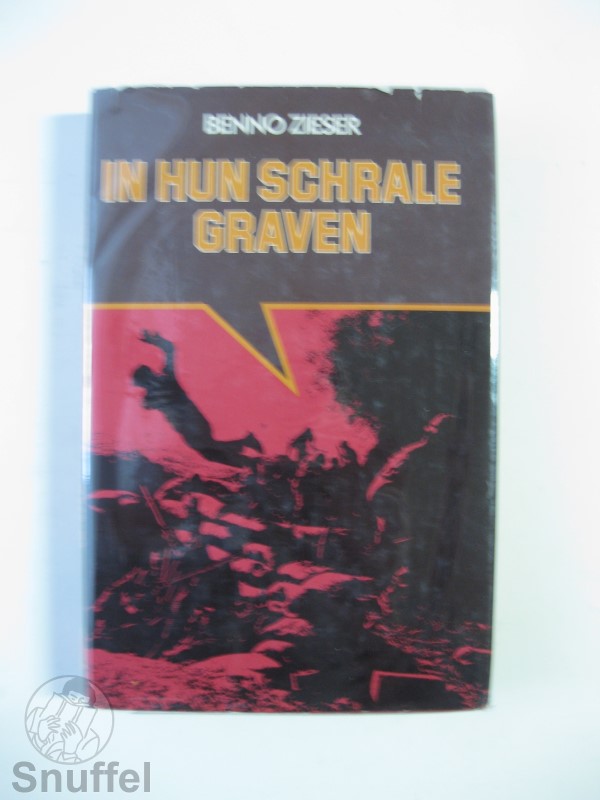 BENNO ZIESER
IN HUN SCHRALE
GRAVEN
Snuffel